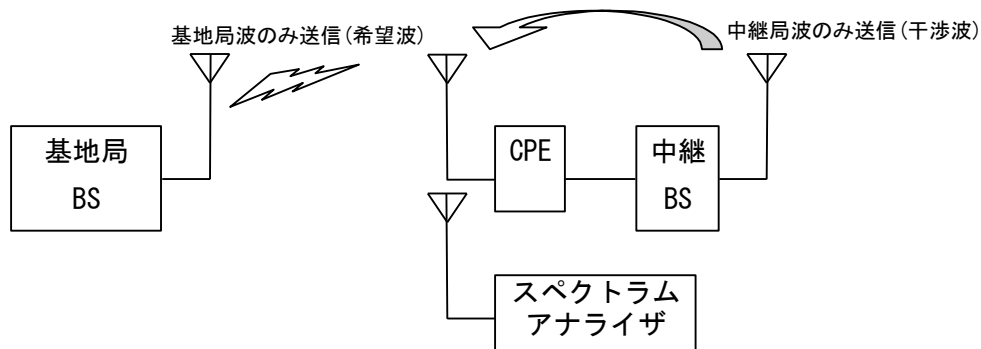 基地局波のみ送信(希望波)
中継局波のみ送信(干渉波)
基地局
BS
CPE
中継
BS
スペクトラム
アナライザ